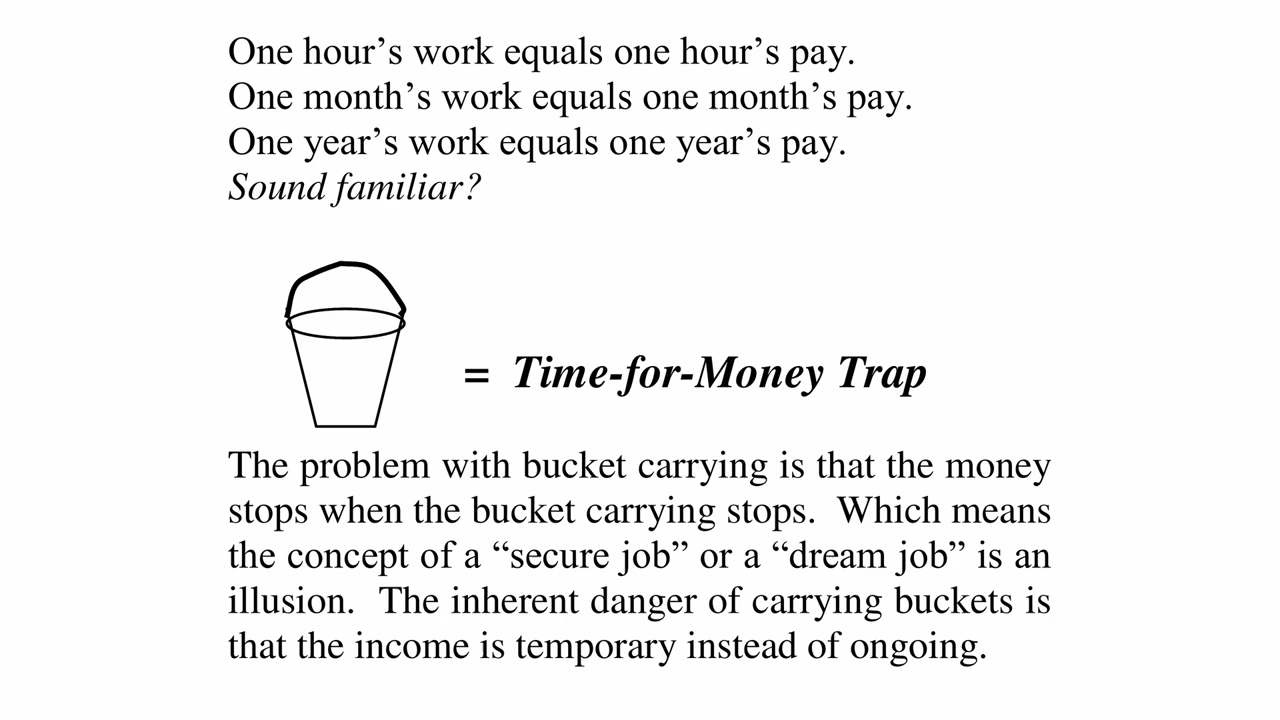 One hour’s work equals one hour’s pay.
One month’s work equals one month’s pay.
One year’s work equals one year’s pay.
Sound familiar?
= Time-for-Money Trap
The problem with bucket carrying is that the money
stops when the bucket carrying stops.  Which means
the concept of a “secure job” or a “dream job” is an
illusion.  The inherent danger of carrying buckets is
that the income is temporary instead of ongoing.